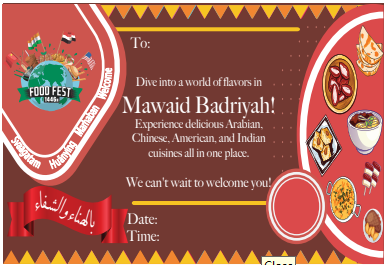 To:
FOOD FEST
1446H
Swagatam Huānyíng Marhaban Welcome
Dive into a world of flavors in
Mawaid Badriyah!
Experience delicious Arabian,
Chinese, American, and Indian
cuisines all in one place.
We can't wait to welcome you!
بالهناء والشفاء
Date:
Time:
Close